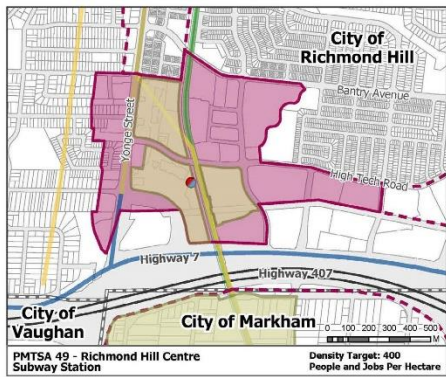 City of
Richmond Hill
Bantry Avenue
Yonge Street
High Tech Road
Highway 7
Highway 407
City of
Vaughan
City of Markham
0 100 200 300 400 500 M
PMTSA 49 - Richmond Hill Centre
Subway Station
Density Target: 400
People and Jobs Per Hectare